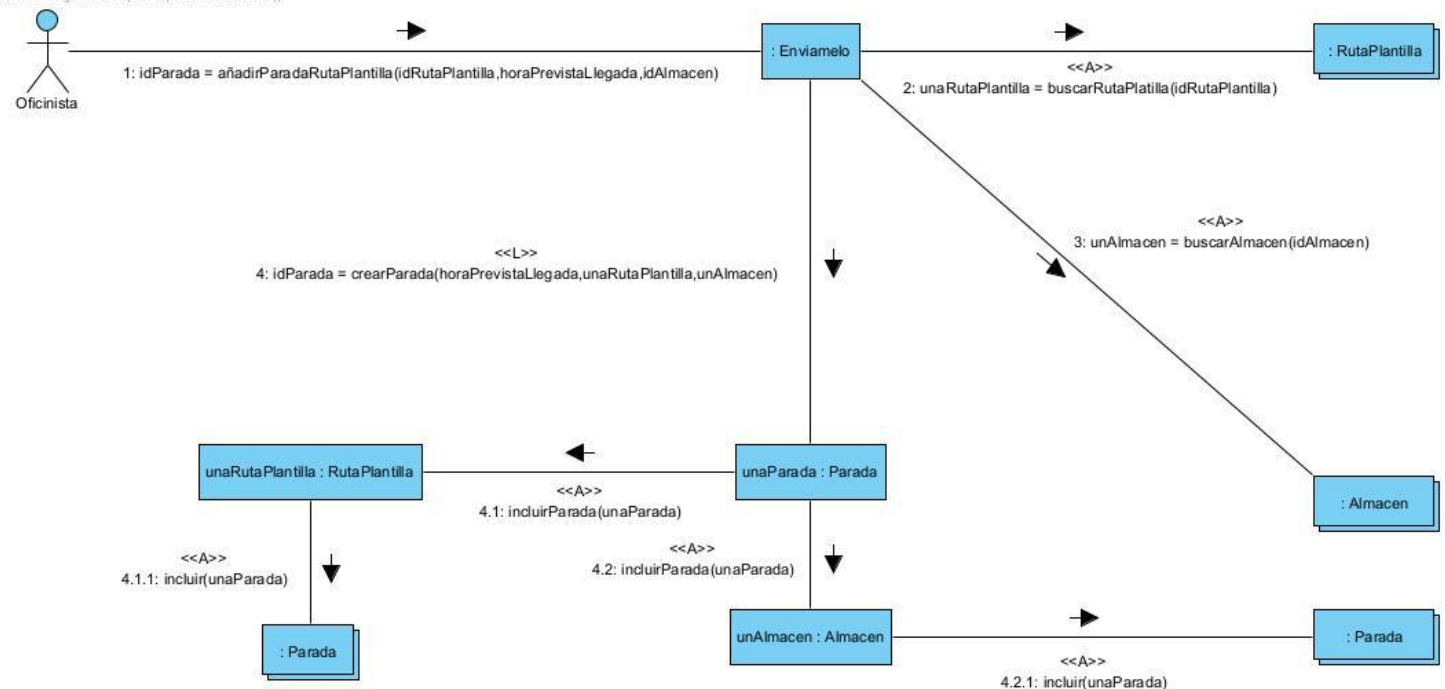 1: idParada = añadirParadaRutaPlantilla(idRutaPlantilla,horaPrevistaLlegada,idAlmacen)
Oficinista
: Enviamelo
<<A>>
2: unaRutaPlantilla = buscarRutaPlatilla(idRutaPlantilla)
: RutaPlantilla
<<A>>
3: unAlmacen = buscarAlmacen(idAlmacen)
<<L>>
4: idParada = crearParada(horaPrevistaLlegada,unaRutaPlantilla,unAlmacen)
unaRutaPlantilla : RutaPlantilla
<<A>>
4.1: incluirParada(unaParada)
unaParada : Parada
: Almacen
<<A>>
4.1.1: incluir(unaParada)
<<A>>
4.2: incluirParada(unaParada)
: Parada
unAlmacen : Almacen
<<A>>
4.2.1: incluir(unaParada)
: Parada